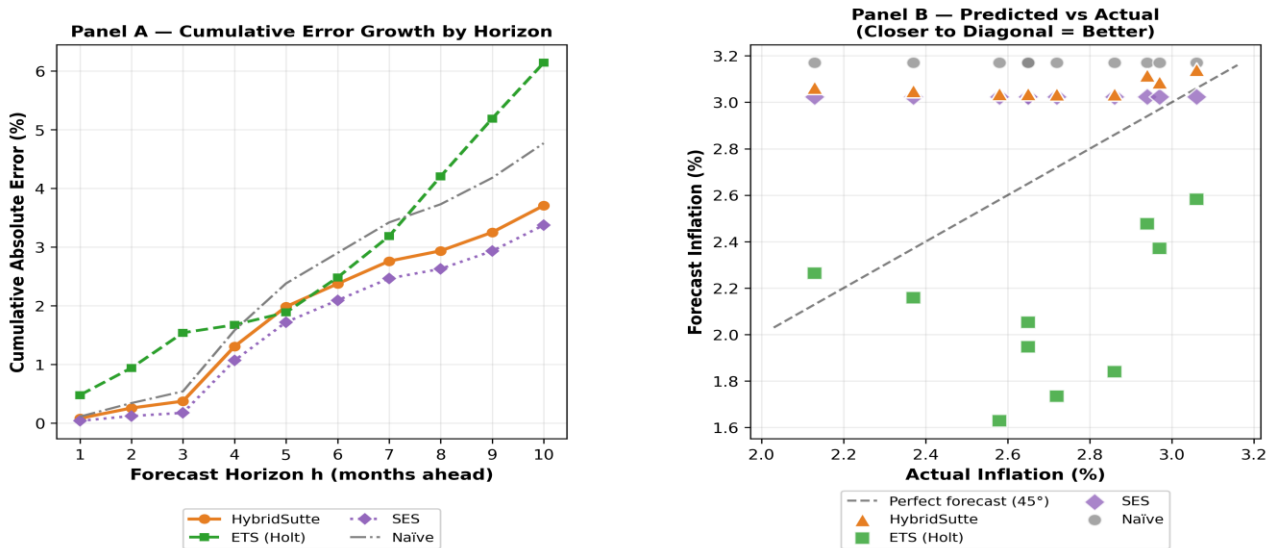 Panel A — Cumulative Error Growth by Horizon
Cumulative Absolute Error (%)
6
5
4
3
2
1
0
1 2 3 4 5 6 7 8 9 10
Forecast Horizon h (months ahead)
HybridSutte
ETS (Holt)
SES
Naïve
Panel B — Predicted vs Actual
(Closer to Diagonal = Better)
Forecast Inflation (%)
3.2
3.0
2.8
2.6
2.4
2.2
2.0
1.8
1.6
2.0 2.2 2.4 2.6 2.8 3.0 3.2
Actual Inflation (%)
Perfect forecast (45°)
HybridSutte
ETS (Holt)
SES
Naïve